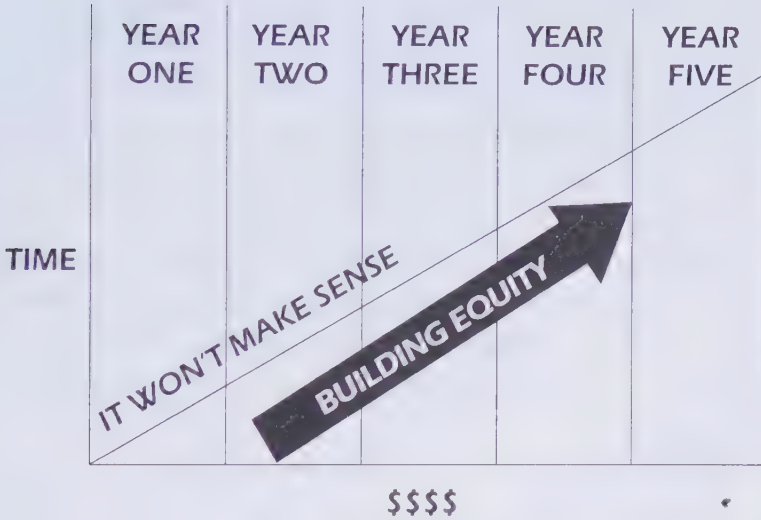 YEAR ONE
YEAR TWO
YEAR THREE
YEAR FOUR
YEAR FIVE
TIME
IT WON'T MAKE SENSE
BUILDING EQUITY
$$$$